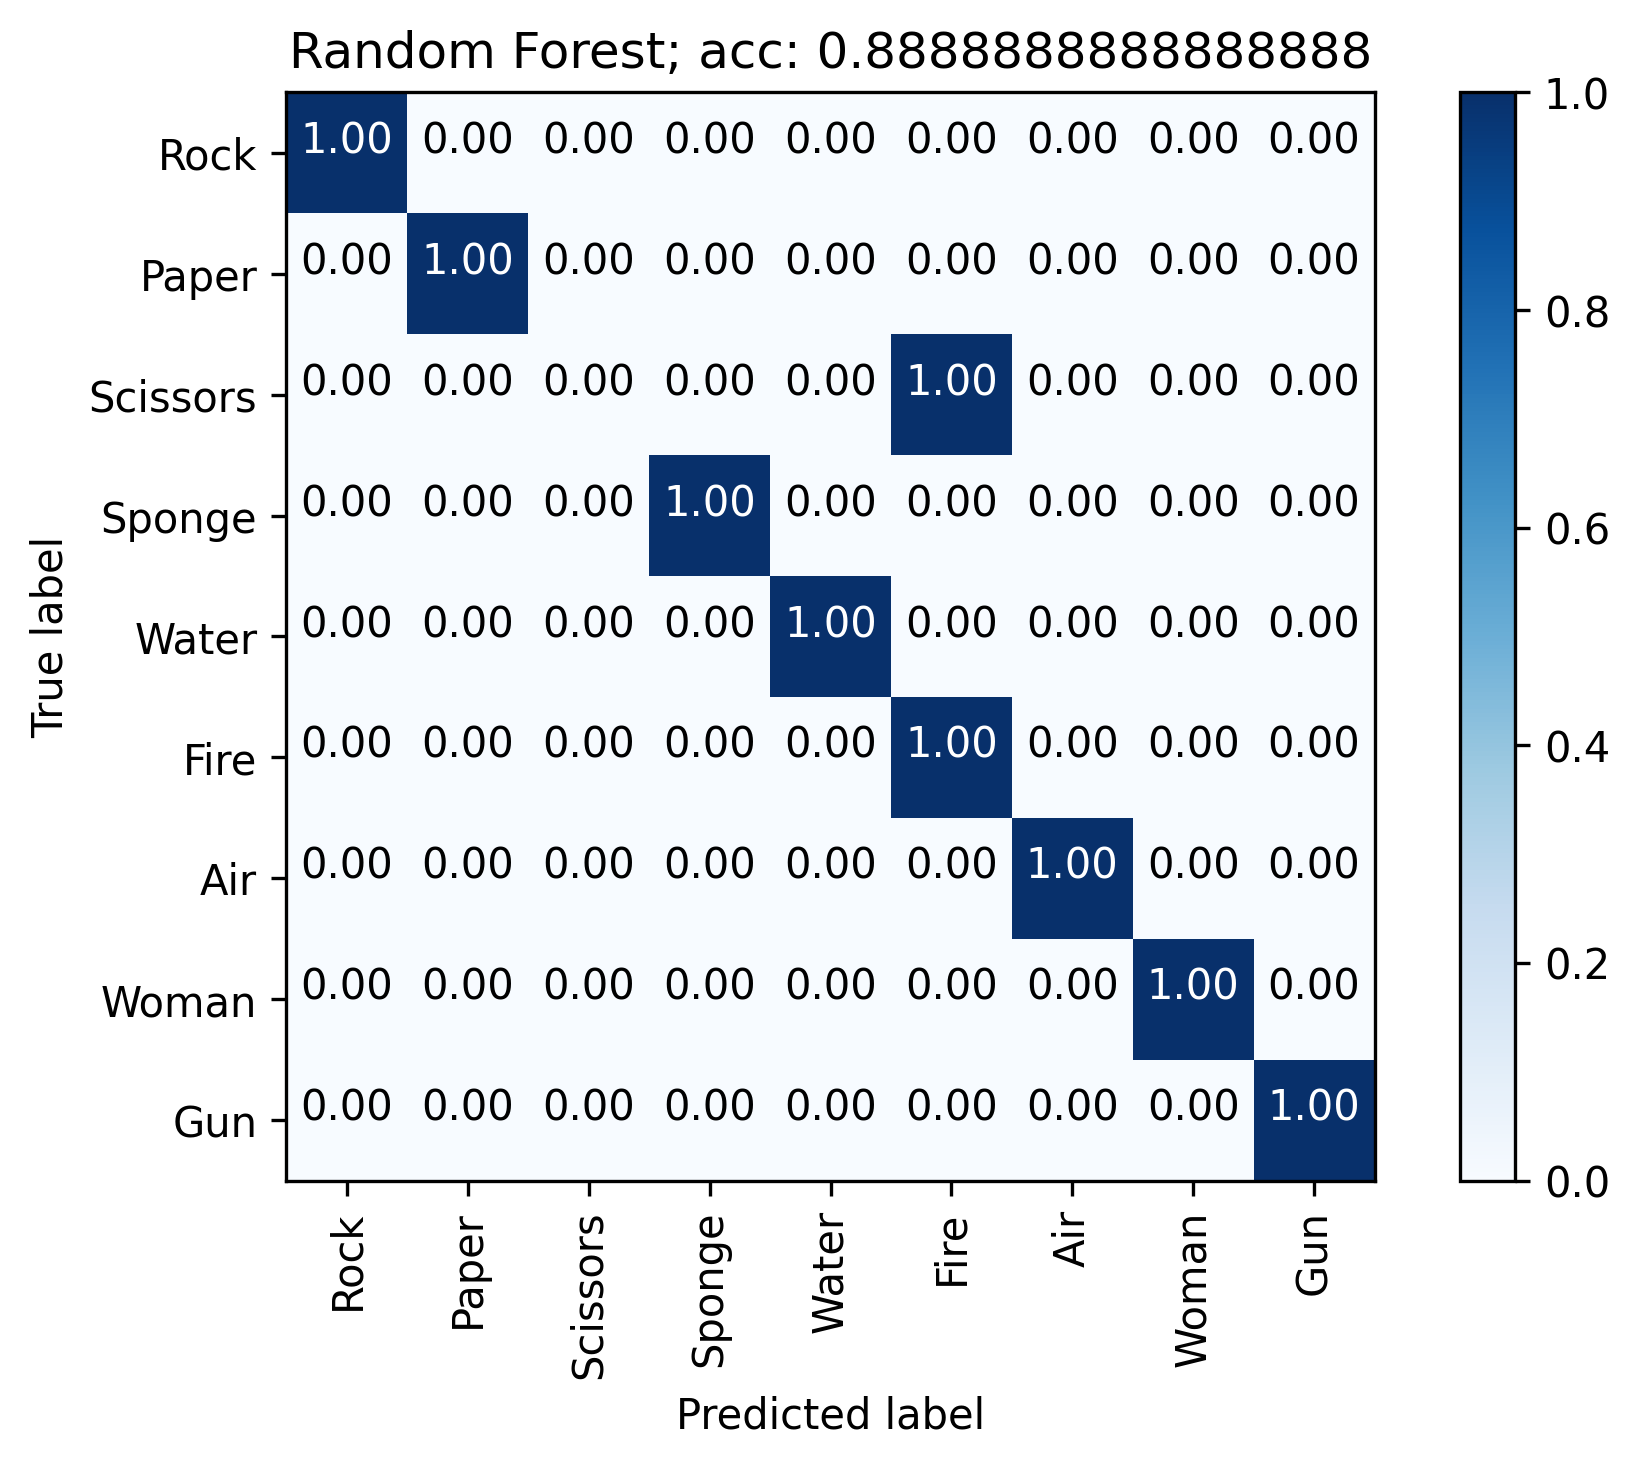 Random Forest; acc: 0.8888888888888888
Rock 1.00 0.00 0.00 0.00 0.00 0.00 0.00 0.00 0.00
Paper 0.00 1.00 0.00 0.00 0.00 0.00 0.00 0.00 0.00
Scissors 0.00 0.00 0.00 0.00 0.00 1.00 0.00 0.00 0.00
Sponge 0.00 0.00 0.00 1.00 0.00 0.00 0.00 0.00 0.00
Water 0.00 0.00 0.00 0.00 1.00 0.00 0.00 0.00 0.00
Fire 0.00 0.00 0.00 0.00 0.00 1.00 0.00 0.00 0.00
Air 0.00 0.00 0.00 0.00 0.00 0.00 1.00 0.00 0.00
Woman 0.00 0.00 0.00 0.00 0.00 0.00 0.00 1.00 0.00
Gun 0.00 0.00 0.00 0.00 0.00 0.00 0.00 0.00 1.00
True label
Rock Paper Scissors Sponge Water Fire Air Woman Gun
Predicted label
1.0
0.8
0.6
0.4
0.2
0.0